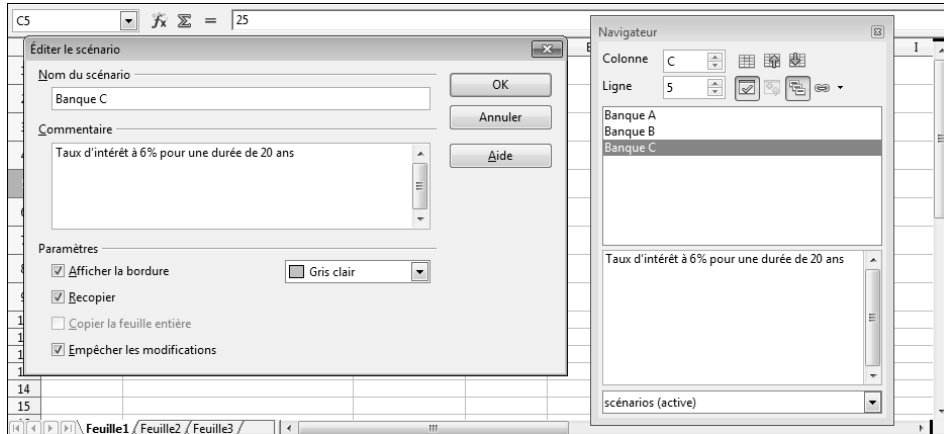 C5
25
Éditer le scénario
Nom du scénario
Banque C
Commentaire
Taux d'intérêt à 6% pour une durée de 20 ans
Paramètres
Afficher la bordure
Gris clair
Recopier
Copier la feuille entière
Empêcher les modifications
OK
Annuler
Aide
Navigateur
Colonne C
Ligne 5
Banque A
Banque B
Banque C
Taux d'intérêt à 6% pour une durée de 20 ans
scénarios (active)
I
14
15
Feuille1 Feuille2 Feuille3